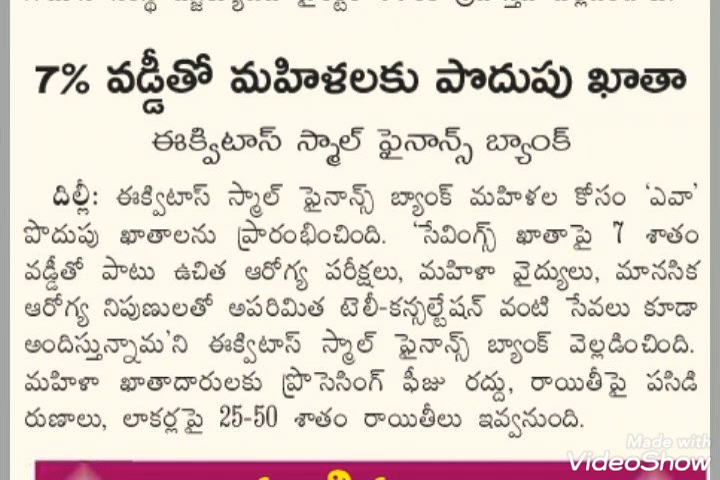 7% వడ్డీతో మహిళలకు పొదుపు ఖాతా
ఈక్విటాస్ స్మాల్ ఫైనాన్స్ బ్యాంక్
దిల్లీ: ఈక్విటాస్ స్మాల్ ఫైనాన్స్ బ్యాంక్ మహిళల కోసం 'ఎవా'
పొదుపు ఖాతాలను ప్రారంభించింది. 'సేవింగ్స్ ఖాతాపై 7 శాతం
వడ్డీతో పాటు ఉచిత ఆరోగ్య పరీక్షలు, మహిళా వైద్యులు, మానసిక
ఆరోగ్య నిపుణులతో అపరిమిత టెలీ-కన్సల్టేషన్ వంటి సేవలు కూడా
అందిస్తున్నామ'ని ఈక్విటాస్ స్మాల్ ఫైనాన్స్ బ్యాంక్ వెల్లడించింది.
మహిళా ఖాతాదారులకు ప్రాసెసింగ్ ఫీజు రద్దు, రాయితీపై పసిడి
రుణాలు, లాకర్లపై 25-50 శాతం రాయితీలు ఇవ్వనుంది.
Made with
VideoShow